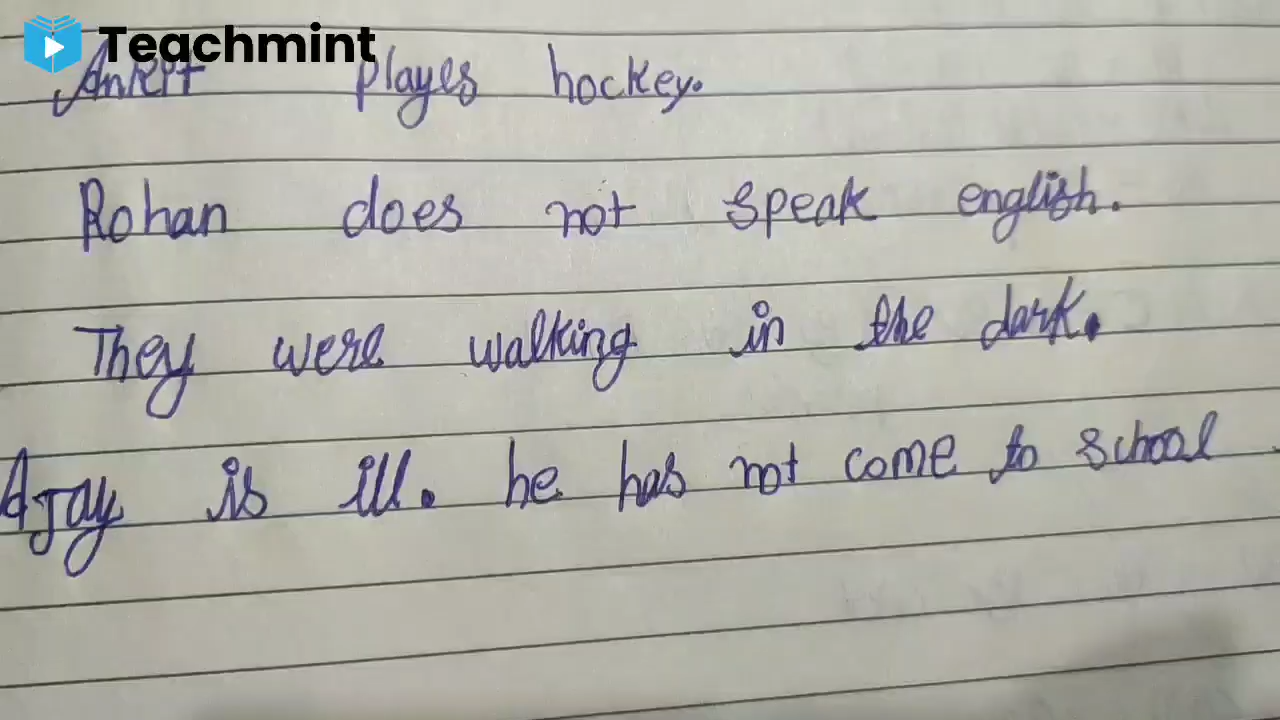 Teachmint
Ankit playes hockey.
Rohan does not speak english.
They were walking in the dark.
Ajay is ill. he has not come to school.